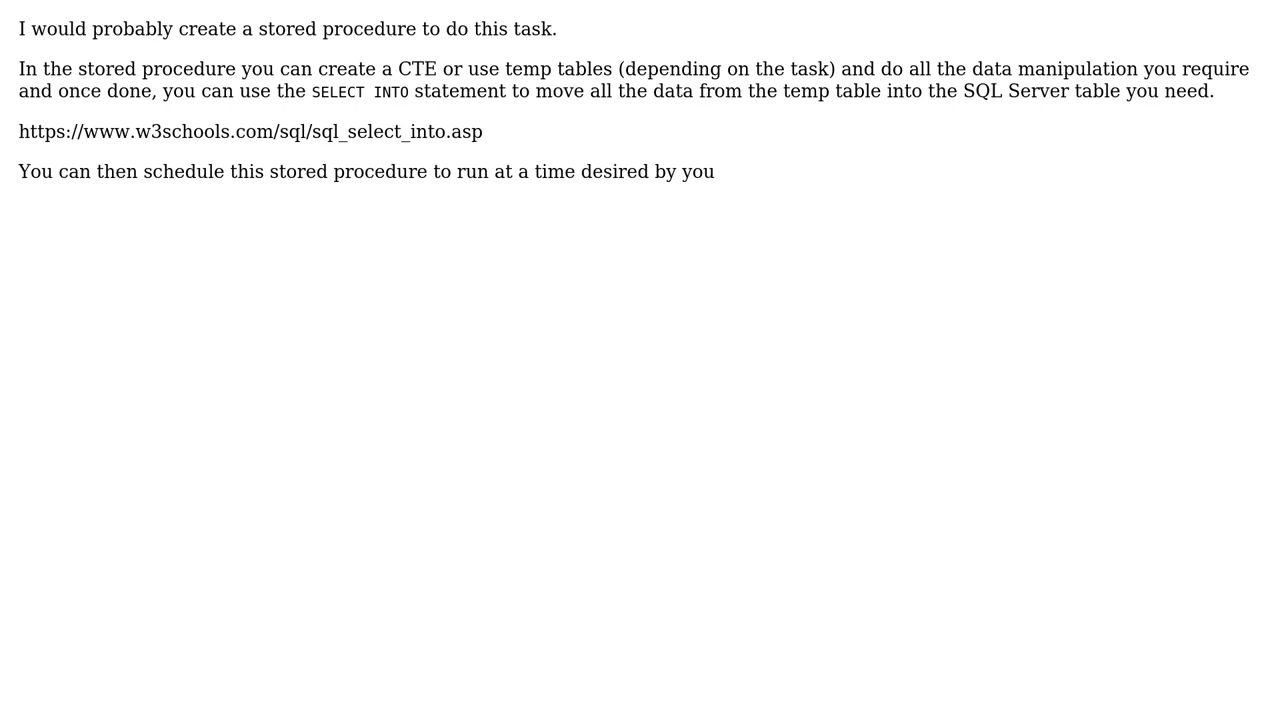 I would probably create a stored procedure to do this task.
In the stored procedure you can create a CTE or use temp tables (depending on the task) and do all the data manipulation you require
and once done, you can use the SELECT INTO statement to move all the data from the temp table into the SQL Server table you need.
https://www.w3schools.com/sql/sql_select_into.asp
You can then schedule this stored procedure to run at a time desired by you